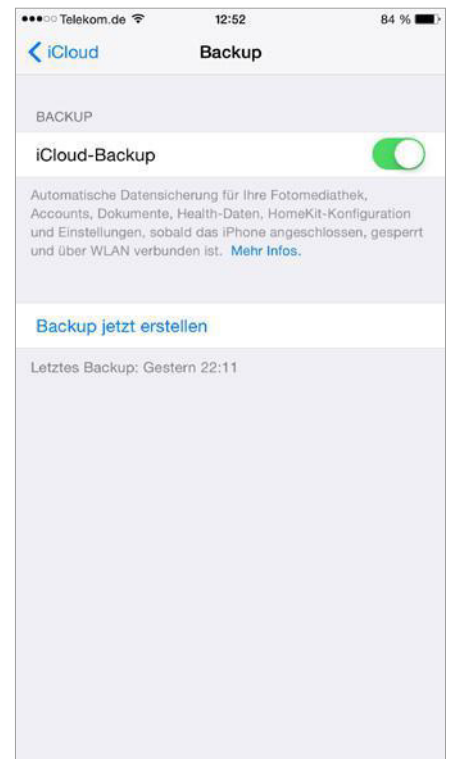 Telekom.de 12:52 84 %
iCloud Backup
BACKUP
iCloud-Backup
Automatische Datensicherung für Ihre Fotomediathek,
Accounts, Dokumente, Health-Daten, HomeKit-Konfiguration
und Einstellungen, sobald das iPhone angeschlossen, gesperrt
und über WLAN verbunden ist. Mehr Infos.
Backup jetzt erstellen
Letztes Backup: Gestern 22:11